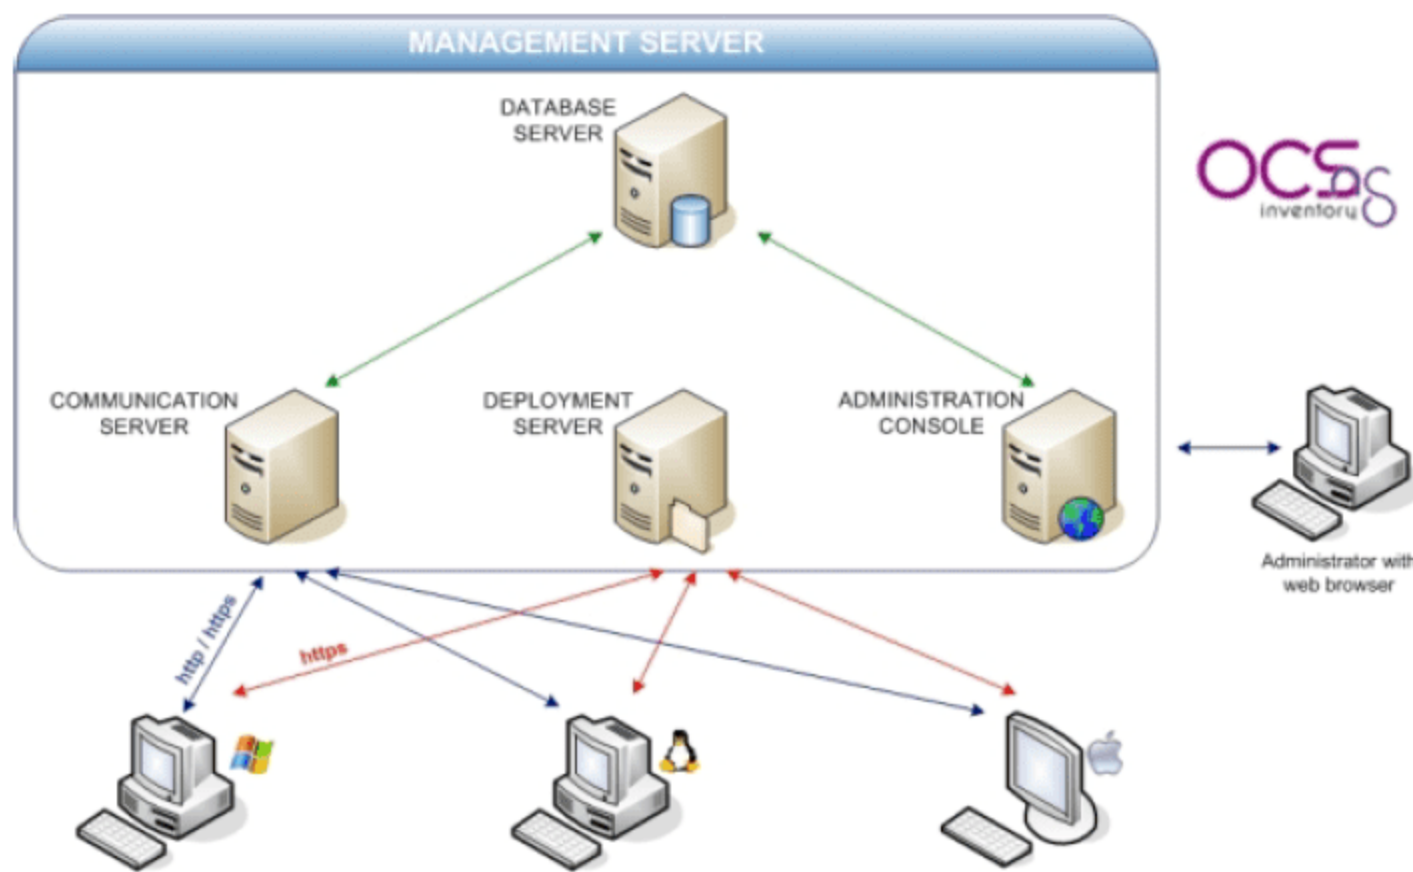 MANAGEMENT SERVER
DATABASE
SERVER
OCS
ng
inventory
COMMUNICATION
SERVER
DEPLOYMENT
SERVER
ADMINISTRATION
CONSOLE
Administrator with
web browser
http / https
https